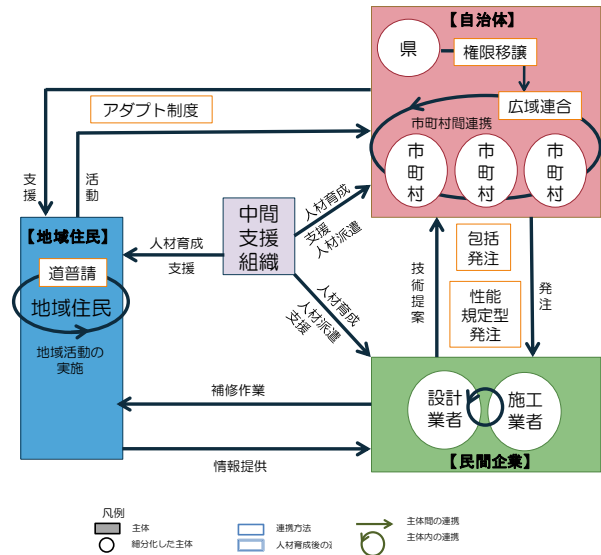 【自治体】
県
権限移譲
広域連合
市町村間連携
市町村
市町村
市町村
アダプト制度
支援
活動
【地域住民】
道普請
地域住民
地域活動の
実施
中間
支援
組織
人材育成
支援
人材育成
支援
人材派遣
人材育成
人材派遣
支援
技術提案
包括
発注
性能
規定型
発注
発注
補修作業
情報提供
設計
業者
施工
業者
【民間企業】
凡例
主体
細分化した主体
連携方法
人材育成後の
主体間の連携
主体内の連携